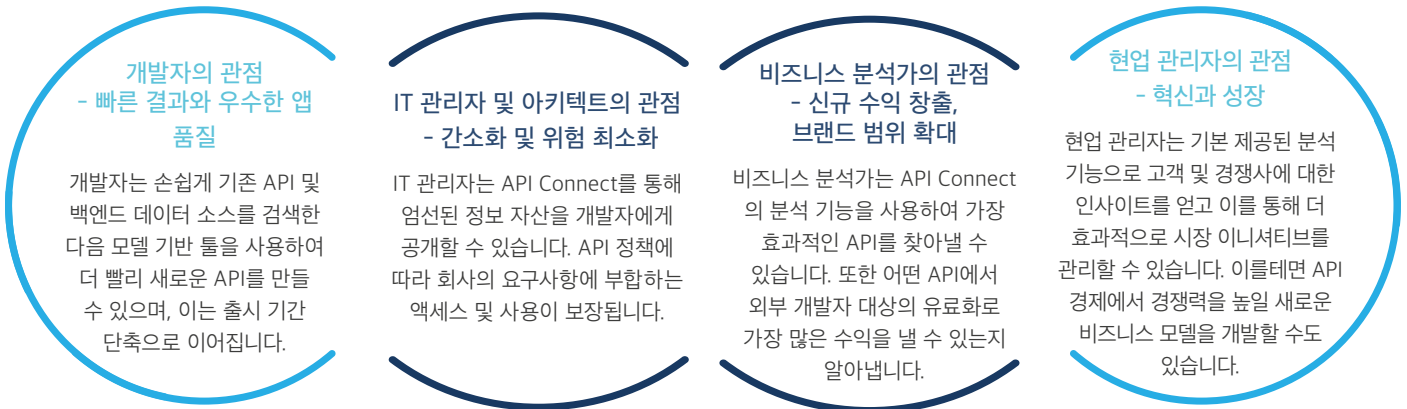 개발자의 관점
- 빠른 결과와 우수한 앱
품질
개발자는 손쉽게 기존 API 및
백엔드 데이터 소스를 검색한
다음 모델 기반 툴을 사용하여
더 빨리 새로운 API를 만들
수 있으며, 이는 출시 기간
단축으로 이어집니다.
IT 관리자 및 아키텍트의 관점
- 간소화 및 위험 최소화
IT 관리자는 API Connect를 통해
엄선된 정보 자산을 개발자에게
공개할 수 있습니다. API 정책에
따라 회사의 요구사항에 부합하는
액세스 및 사용이 보장됩니다.
비즈니스 분석가의 관점
- 신규 수익 창출,
브랜드 범위 확대
비즈니스 분석가는 API Connect
의 분석 기능을 사용하여 가장
효과적인 API를 찾아낼 수
있습니다. 또한 어떤 API에서
외부 개발자 대상의 유료화로
가장 많은 수익을 낼 수 있는지
알아냅니다.
현업 관리자의 관점
- 혁신과 성장
현업 관리자는 기본 제공된 분석
기능으로 고객 및 경쟁사에 대한
인사이트를 얻고 이를 통해 더
효과적으로 시장 이니셔티브를
관리할 수 있습니다. 이를테면 API
경제에서 경쟁력을 높일 새로운
비즈니스 모델을 개발할 수도
있습니다.